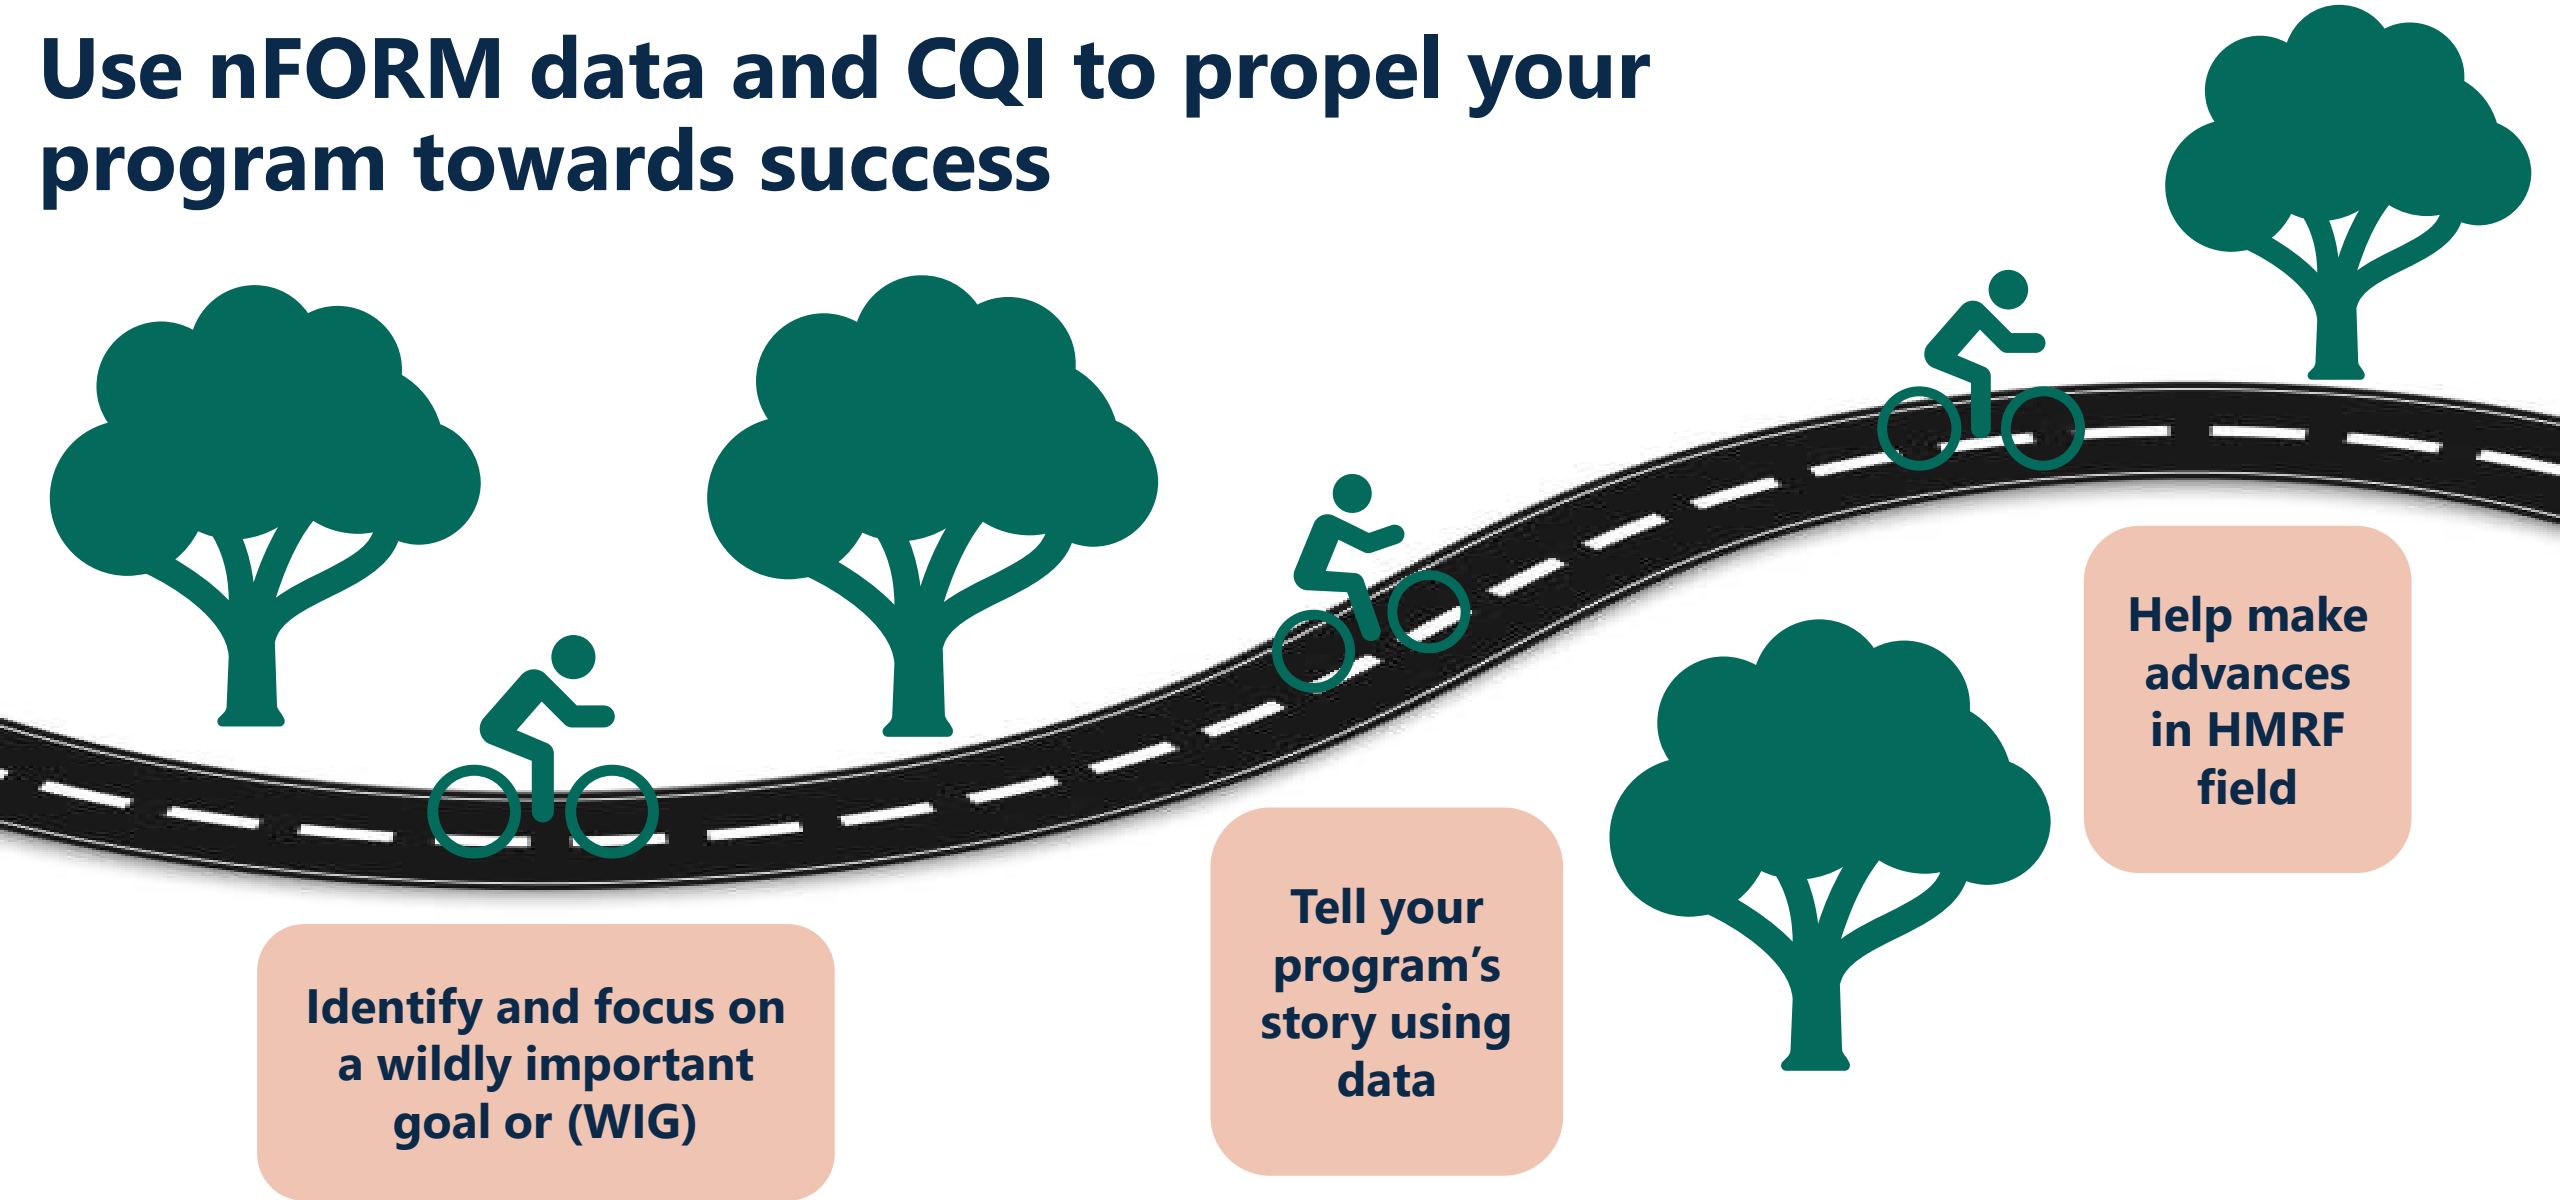 Use nFORM data and CQI to propel your
program towards success
Identify and focus on
a wildly important
goal or (WIG)
Tell your
program’s
story using
data
Help make
advances
in HMRF
field